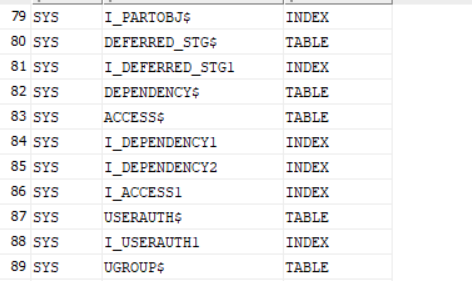 79 SYS I_PARTOBJ$ INDEX
80 SYS DEFERRED_STG$ TABLE
81 SYS I_DEFERRED_STG1 INDEX
82 SYS DEPENDENCY$ TABLE
83 SYS ACCESS$ TABLE
84 SYS I_DEPENDENCY1 INDEX
85 SYS I_DEPENDENCY2 INDEX
86 SYS I_ACCESS1 INDEX
87 SYS USERAUTH$ TABLE
88 SYS I_USERAUTH1 INDEX
89 SYS UGROUP$ TABLE